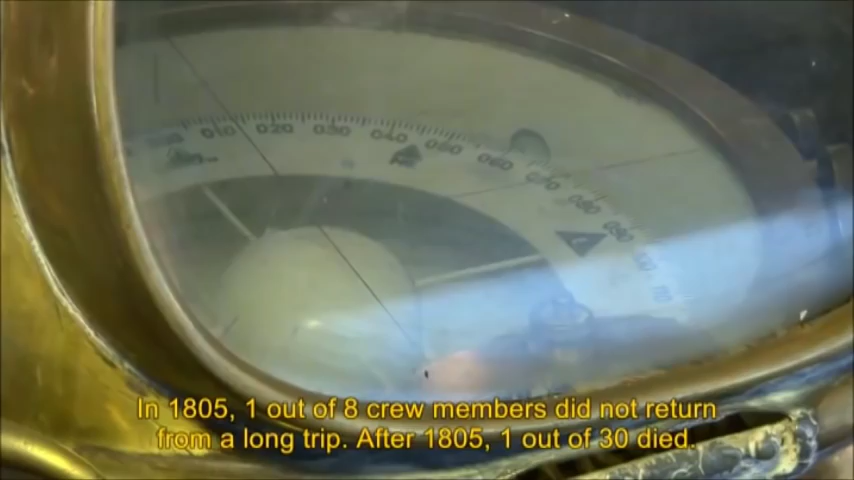 010 020 030 040 050 060 070 080 090
In 1805, 1 out of 8 crew members did not return
from a long trip. After 1805, 1 out of 30 died.